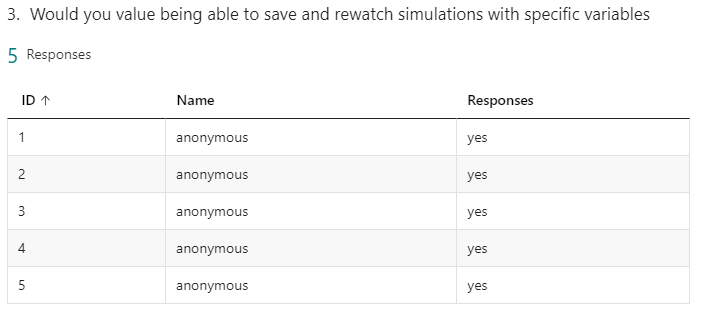 3. Would you value being able to save and rewatch simulations with specific variables
5 Responses
ID ↑ Name Responses
1 anonymous yes
2 anonymous yes
3 anonymous yes
4 anonymous yes
5 anonymous yes